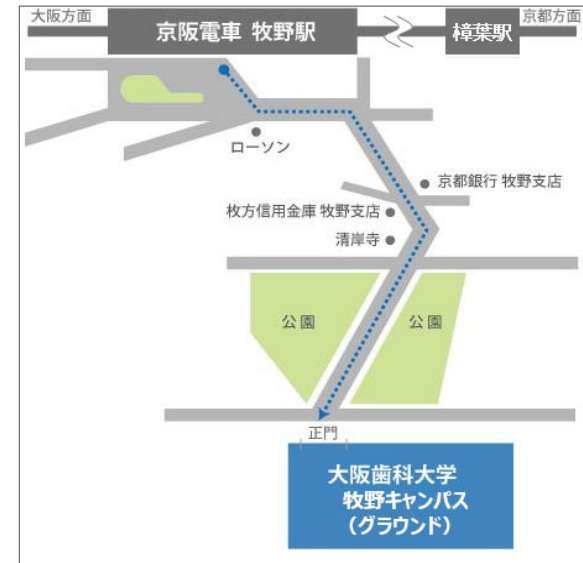 大阪方面
京阪電車 牧野駅
樟葉駅
京都方面
ローソン
京都銀行 牧野支店
枚方信用金庫 牧野支店
清岸寺
公園
公園
正門
大阪歯科大学
牧野キャンパス
（グラウンド）